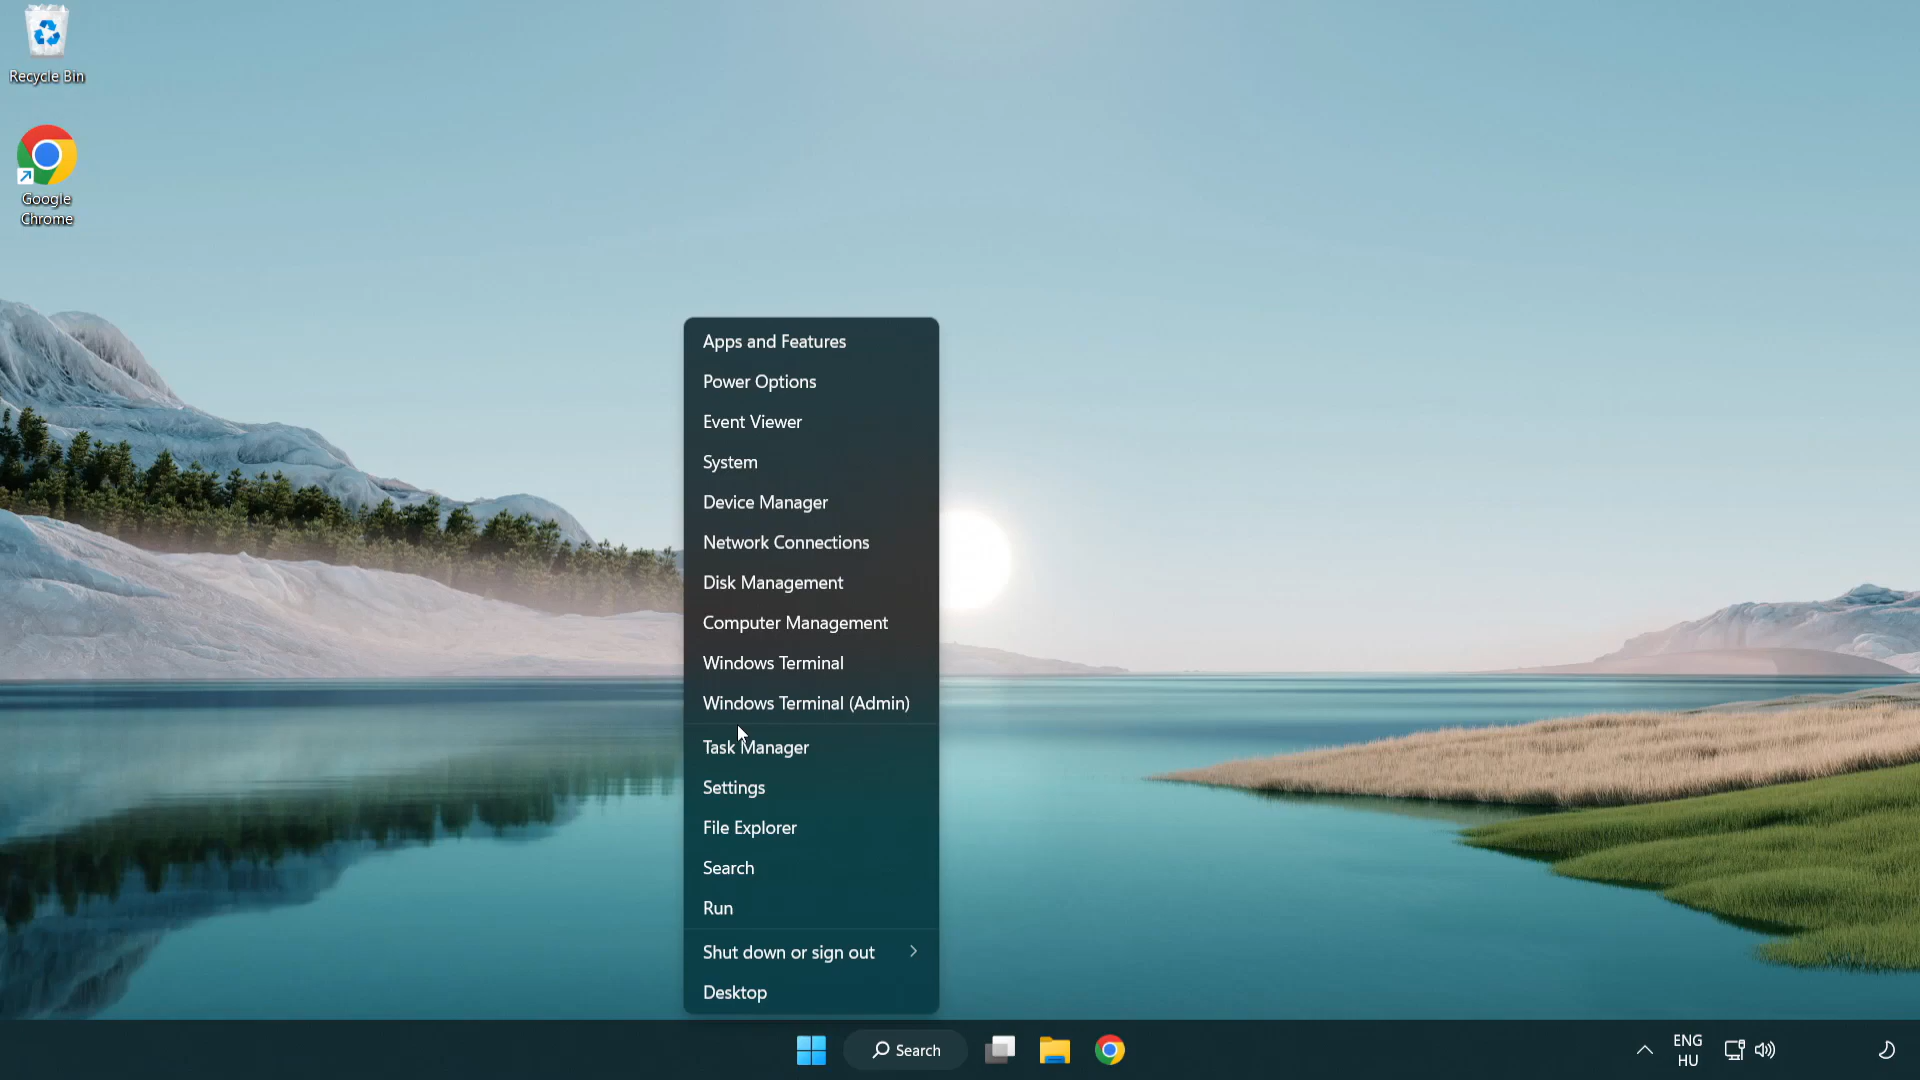 Recycle Bin
Google
Chrome
Apps and Features
Power Options
Event Viewer
System
Device Manager
Network Connections
Disk Management
Computer Management
Windows Terminal
Windows Terminal (Admin)
Task Manager
Settings
File Explorer
Search
Run
Shut down or sign out
Desktop
Search
ENG
HU